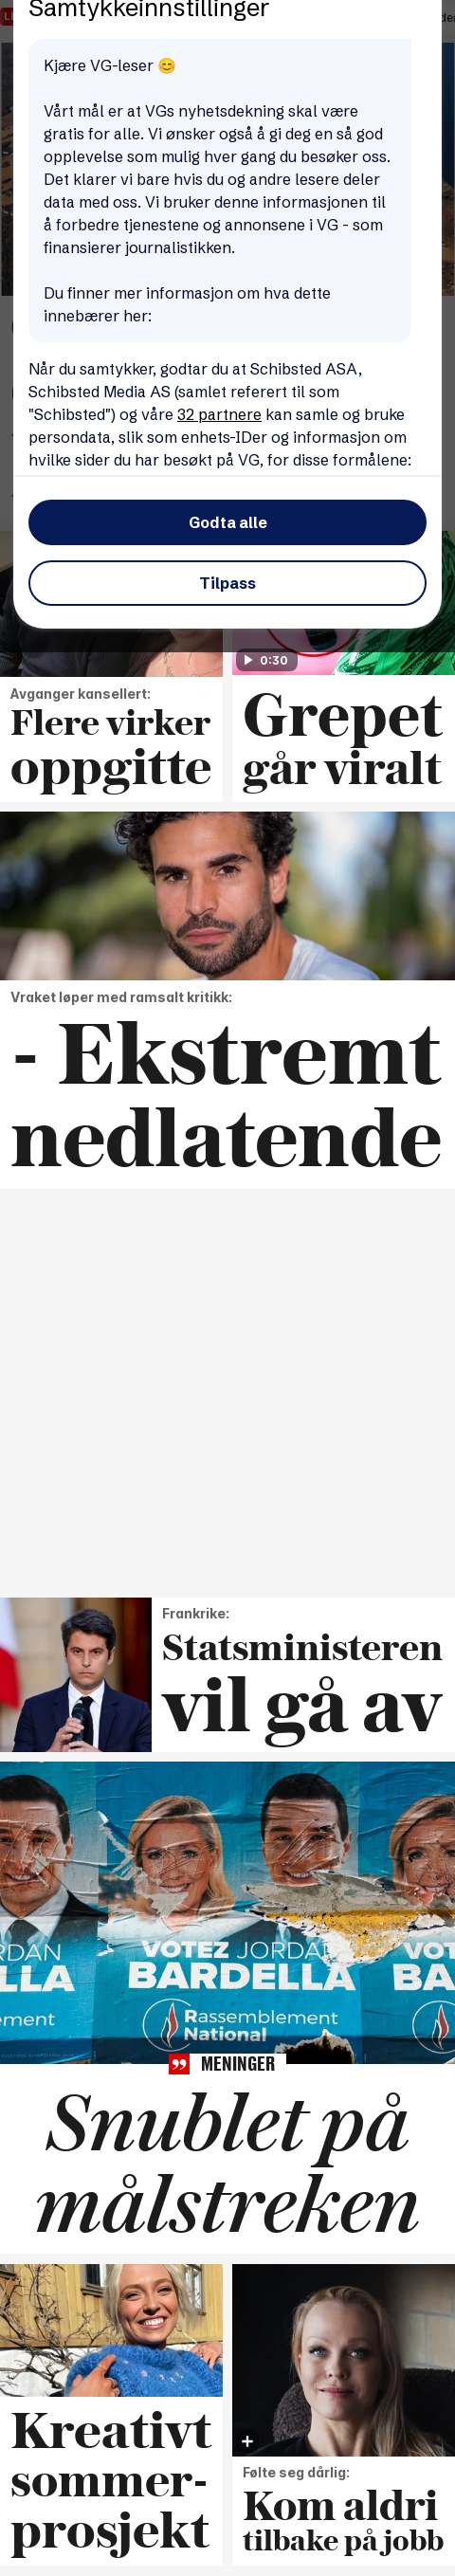 Samtykkeinnstillinger
Kjære VG-leser 😊
Vårt mål er at VGs nyhetsdekning skal være
gratis for alle. Vi ønsker også å gi deg en så god
opplevelse som mulig hver gang du besøker oss.
Det klarer vi bare hvis du og andre lesere deler
data med oss. Vi bruker denne informasjonen til
å forbedre tjenestene og annonsene i VG - som
finansierer journalistikken.
Du finner mer informasjon om hva dette
innebærer her:
Når du samtykker, godtar du at Schibsted ASA,
Schibsted Media AS (samlet referert til som
"Schibsted") og våre 32 partnere kan samle og bruke
persondata, slik som enhets-IDer og informasjon om
hvilke sider du har besøkt på VG, for disse formålene:
Godta alle
Tilpass
0:30
Avganger kansellert:
Flere virker
oppgitte
Grepet
går viralt
Vraket løper med ramsalt kritikk:
- Ekstremt
nedlatende
Frankrike:
Statsministeren
vil gå av
RDAN
VOTEZ JORDA
VOT
ELLA
BARDELLA
BA
ement
Rassemblement
National
MENINGER
Snublet på
målstreken
Kreativt
sommer-
prosjekt
Følte seg dårlig:
Kom aldri
tilbake på jobb